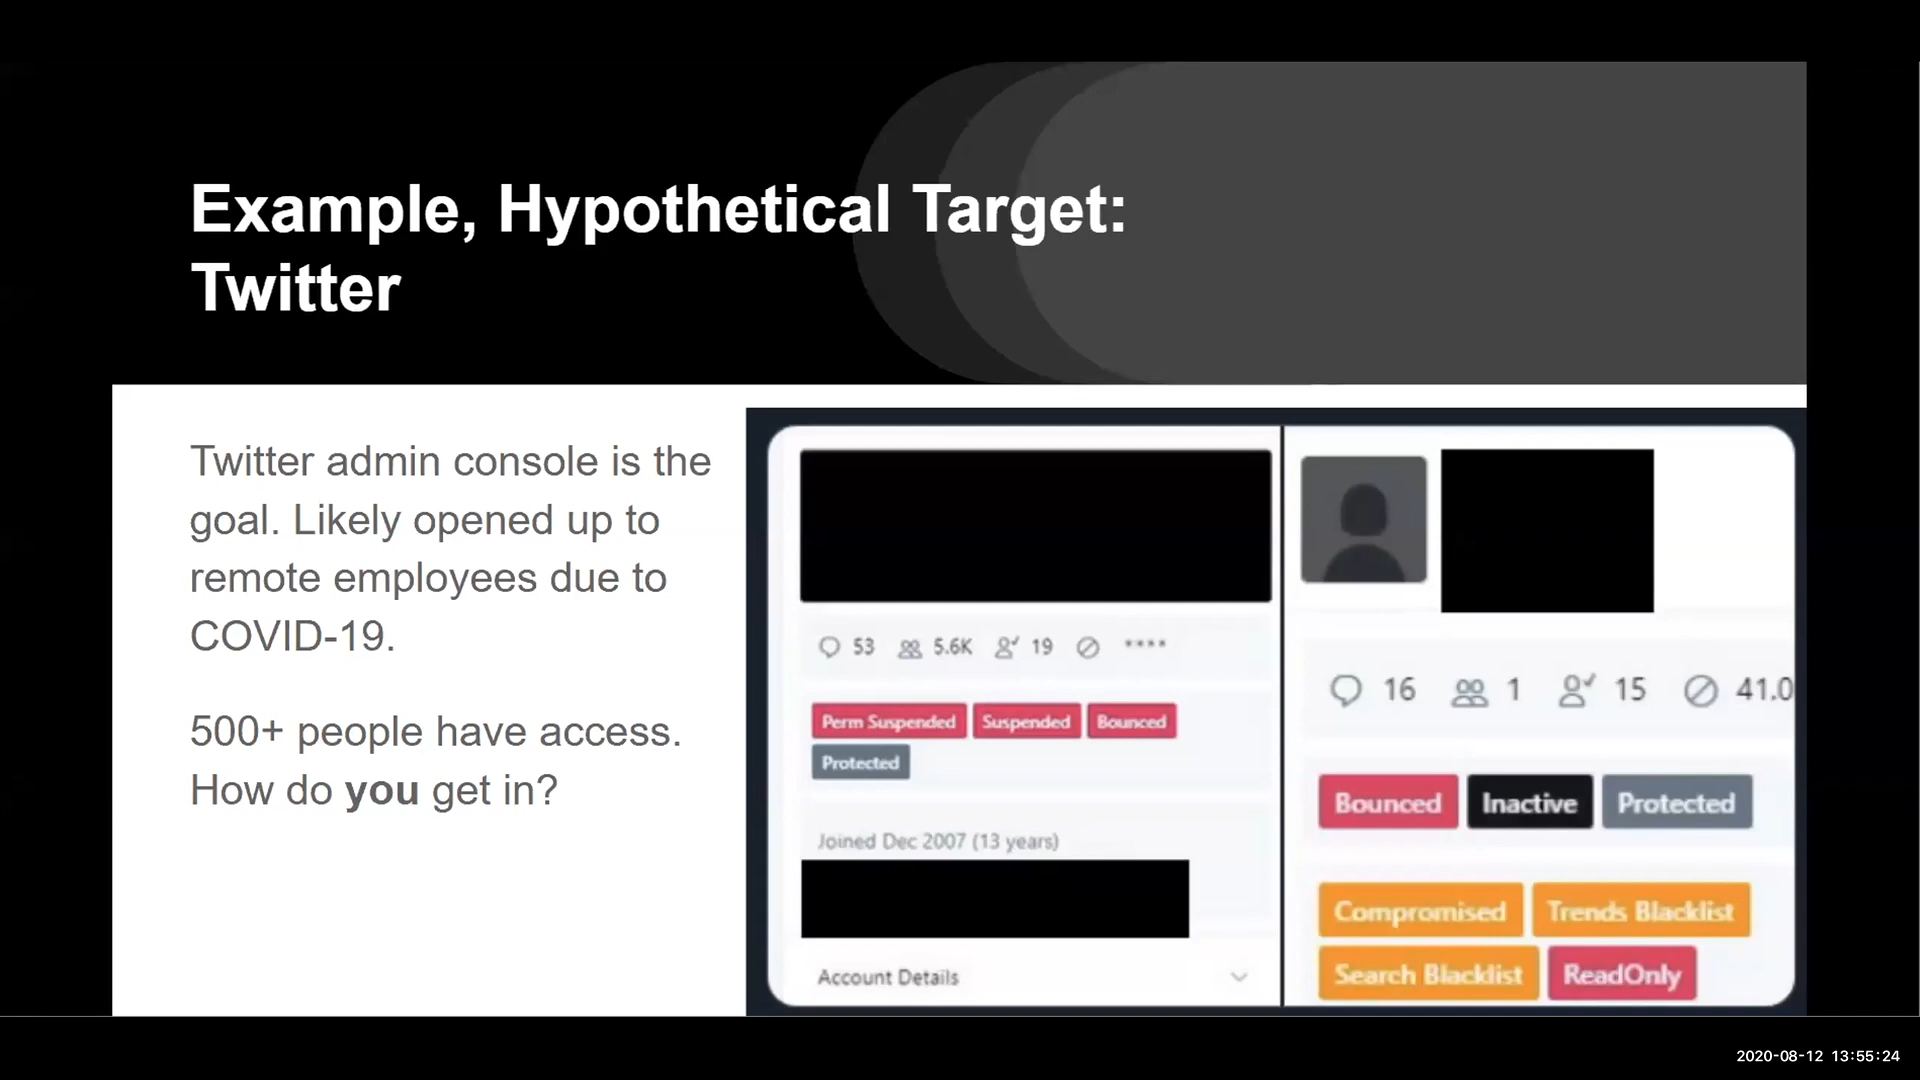 Example, Hypothetical Target:
Twitter
Twitter admin console is the
goal. Likely opened up to
remote employees due to
COVID-19.
500+ people have access.
How do you get in?
53 5.6K 19 ****
Perm Suspended Suspended Bounced
Protected
Joined Dec 2007 (13 years)
Account Details
16 1 15 41.0
Bounced Inactive Protected
Compromised Trends Blacklist
Search Blacklist ReadOnly
2020-08-12 13:55:24